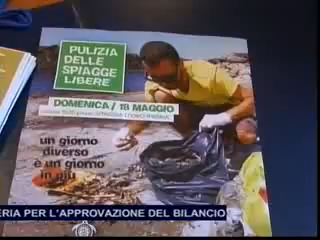 PULIZIA
DELLE
SPIAGGE
LIBERE
DOMENICA / 18 MAGGIO
un giorno
diverso
è un giorno
in più
ERIA PER L'APPROVAZIONE DEL BILANCIO